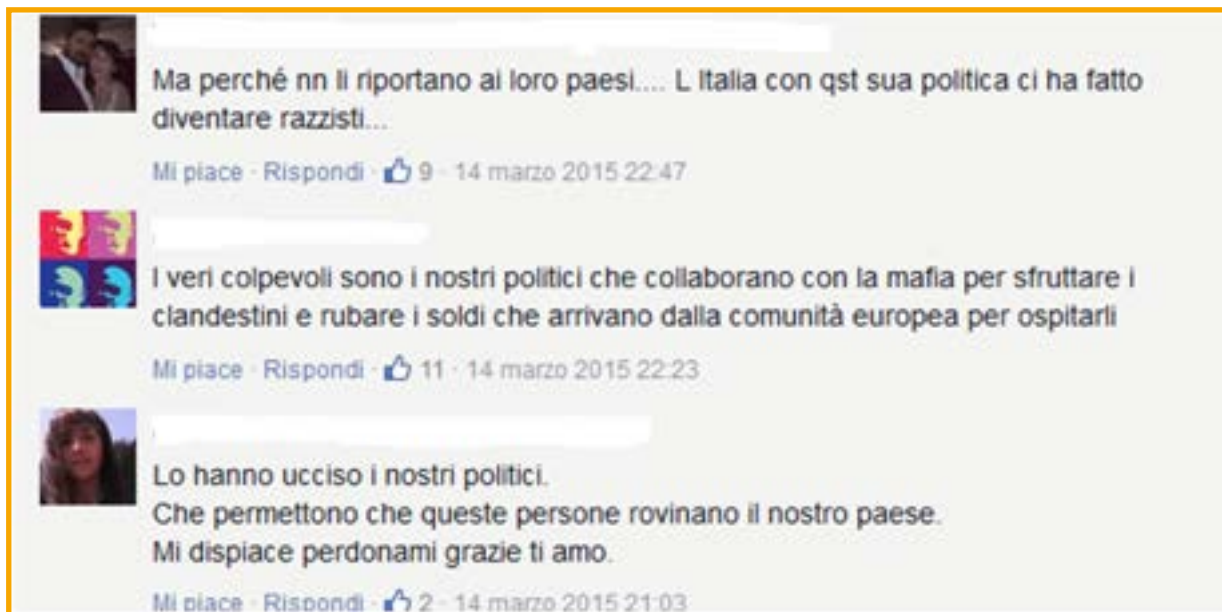 Ma perché nn li riportano ai loro paesi.... L Italia con qst sua politica ci ha fatto
diventare razzisti...
Mi piace · Rispondi · 9 · 14 marzo 2015 22:47
I veri colpevoli sono i nostri politici che collaborano con la mafia per sfruttare i
clandestini e rubare i soldi che arrivano dalla comunità europea per ospitarli
Mi piace · Rispondi · 11 · 14 marzo 2015 22:23
Lo hanno ucciso i nostri politici.
Che permettono che queste persone rovinano il nostro paese.
Mi dispiace perdonami grazie ti amo.
Mi piace · Rispondi · 2 · 14 marzo 2015 21:03